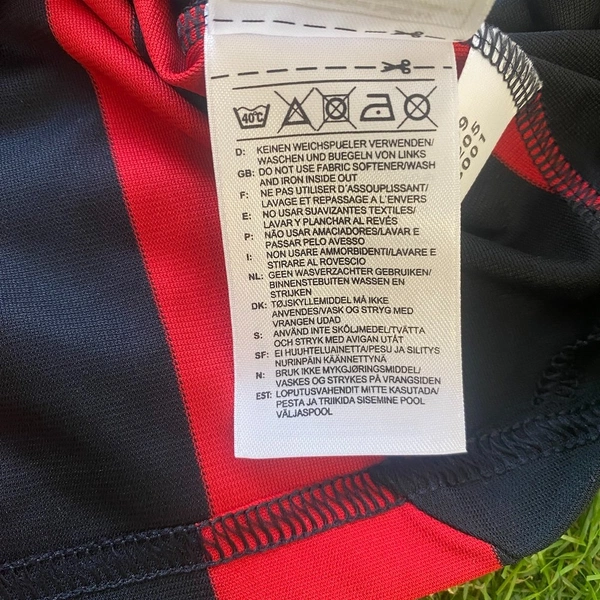 40°C
D: KEINEN WEICHSPUELER VERWENDEN/
WASCHEN UND BUEGELN VON LINKS
GB: DO NOT USE FABRIC SOFTENER/WASH
AND IRON INSIDE OUT
F: NE PAS UTILISER D´ASSOUPLISSANT/
LAVAGE ET REPASSAGE A L´ENVERS
E: NO USAR SUAVIZANTES TEXTILES/
LAVAR Y PLANCHAR AL REVÉS
P: NÃO USAR AMACIADORES/LAVAR E
PASSAR PELO AVESSO
I: NON USARE AMMORBIDENTI/LAVARE E
STIRARE AL ROVESCIO
NL: GEEN WASVERZACHTER GEBRUIKEN/
BINNENSTEBUITEN WASSEN EN
STRIJKEN
DK: TØJSKYLLEMIDDEL MÅ IKKE
ANVENDES/VASK OG STRYG MED
VRANGEN UDAD
S: ANVÄND INTE SKÖLJMEDEL/TVÄTTA
OCH STRYK MED AVIGAN UTÅT
SF: EI HUUHTELUAINETTA/PESU JA SILITYS
NURINPÄIN KÄÄNNETTYNÄ
N: BRUK IKKE MYKGJØRINGSMIDDEL/
VASKES OG STRYKES PÅ VRANGSIDEN
EST: LOPUTUSVAHENDIT MITTE KASUTADA/
PESTA JA TRIIKIDA SISEMINE POOL
VÄLJASPOOL
9
05
0001